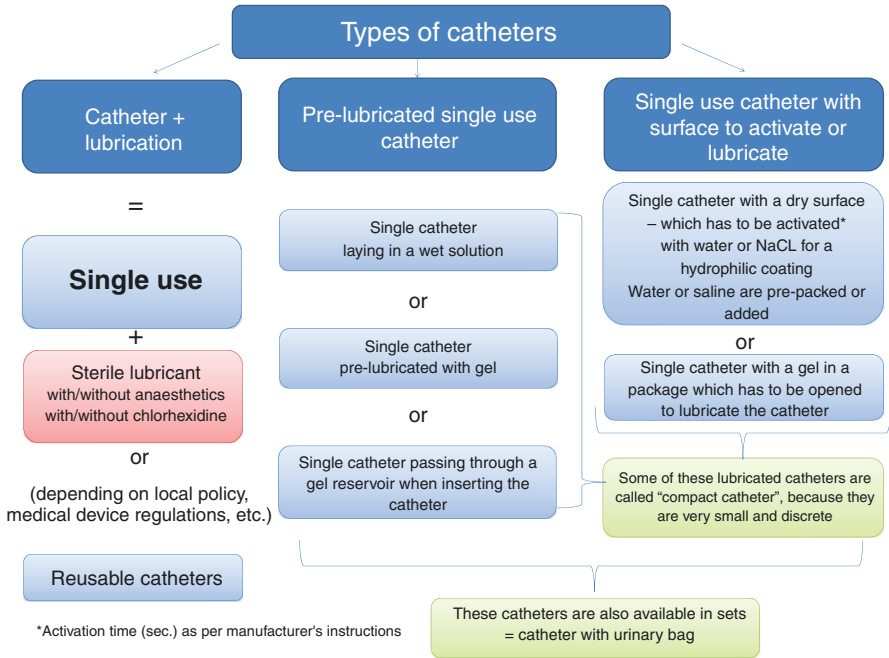 Types of catheters
Catheter +
lubrication
=
Single use
+
Sterile lubricant
with/without anaesthetics
with/without chlorhexidine
or
(depending on local policy,
medical device regulations, etc.)
Reusable catheters
Pre-lubricated single use
catheter
Single catheter
laying in a wet solution
or
Single catheter
pre-lubricated with gel
or
Single catheter passing through a
gel reservoir when inserting the
catheter
Single use catheter with
surface to activate or
lubricate
Single catheter with a dry surface
– which has to be activated*
with water or NaCL for a
hydrophilic coating
Water or saline are pre-packed or
added
or
Single catheter with a gel in a
package which has to be opened
to lubricate the catheter
Some of these lubricated catheters are
called “compact catheter”, because they
are very small and discrete
These catheters are also available in sets
= catheter with urinary bag
*Activation time (sec.) as per manufacturer's instructions